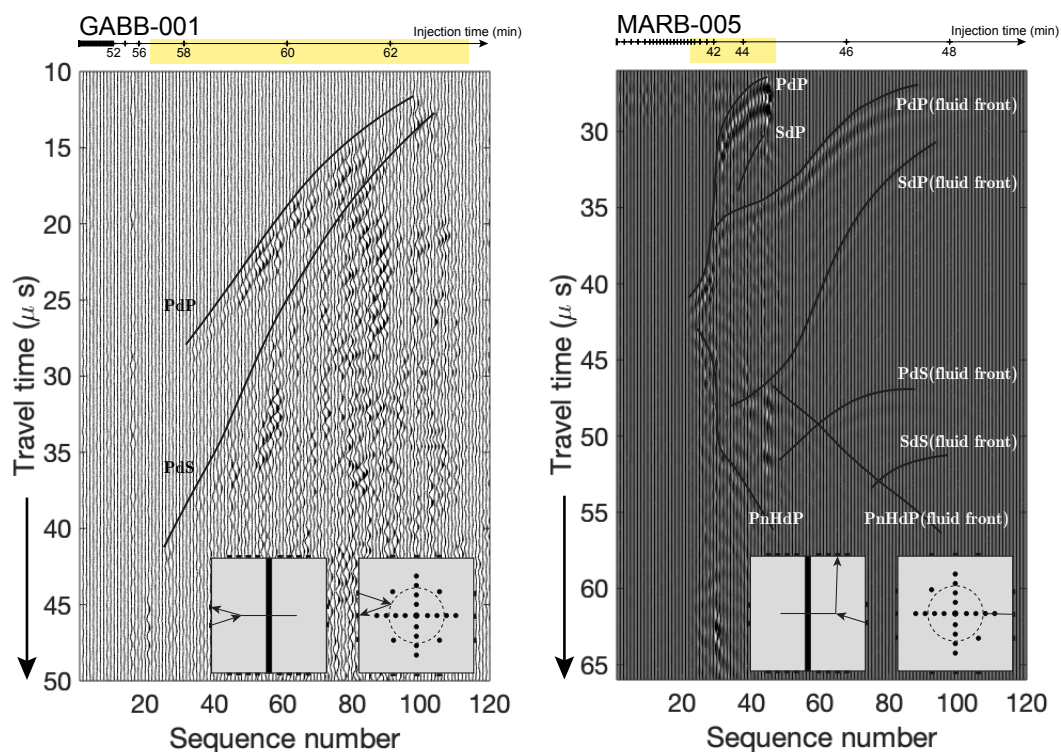 GABB-001
Injection time (min)
52 56 58 60 62
10
15
20
25
30
35
40
45
50
PdP
PdS
Travel time (μ s)
20 40 60 80 100 120
Sequence number
MARB-005
Injection time (min)
42 44 46 48
30
35
40
45
50
55
60
65
PdP
SdP
PdP(fluid front)
SdP(fluid front)
PdS(fluid front)
SdS(fluid front)
PnHdP
PnHdP(fluid front)
Travel time (μ s)
20 40 60 80 100 120
Sequence number